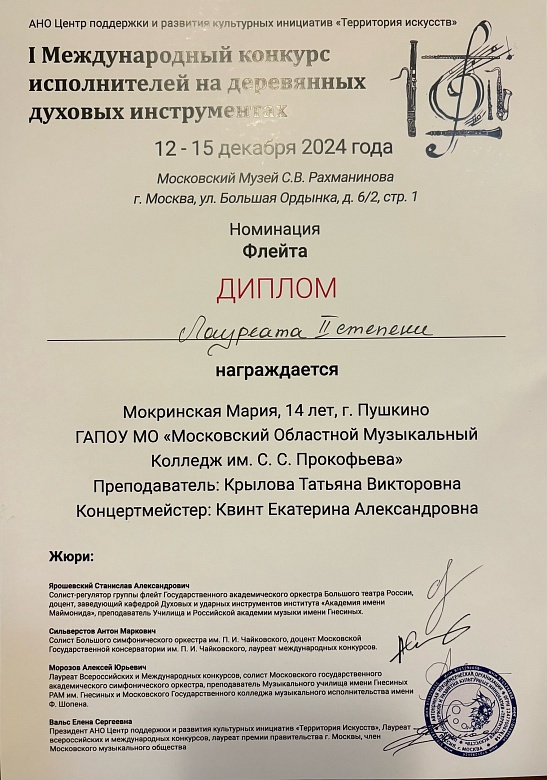 АНО Центр поддержки и развития культурных инициатив «Территория искусств»
I Международный конкурс
исполнителей на деревянных
духовых инструментах
12 - 15 декабря 2024 года
Московский Музей С.В. Рахманинова
г. Москва, ул. Большая Ордынка, д. 6/2, стр. 1
Номинация
Флейта
ДИПЛОМ
Лауреата II степени
награждается
Мокринская Мария, 14 лет, г. Пушкино
ГАПОУ МО «Московский Областной Музыкальный
Колледж им. С. С. Прокофьева»
Преподаватель: Крылова Татьяна Викторовна
Концертмейстер: Квинт Екатерина Александровна
Жюри:
Ярошевский Станислав Александрович
Солист-регулятор группы флейт Государственного академического оркестра Большого театра России,
доцент, заведующий кафедрой Духовых и ударных инструментов института «Академия имени
Маймонида», преподаватель Училища и Российской академии музыки имени Гнесиных.
Сильверстов Антон Маркович
Солист Большого симфонического оркестра им. П. И. Чайковского, доцент Московской
Государственной консерватории им. П. И. Чайковского, лауреат международных конкурсов.
Морозов Алексей Юрьевич
Лауреат Всероссийских и Международных конкурсов, солист Московского государственного
академического симфонического оркестра, преподаватель Музыкального училища имени Гнесиных
РАМ им. Гнесиных и Московского Государственного колледжа музыкального исполнительства имени
Ф. Шопена.
Вальс Елена Сергеевна
Президент АНО Центр поддержки и развития культурных инициатив «Территория Искусств», Лауреат
всероссийских и международных конкурсов, лауреат премии правительства г. Москвы, член
Московского музыкального общества